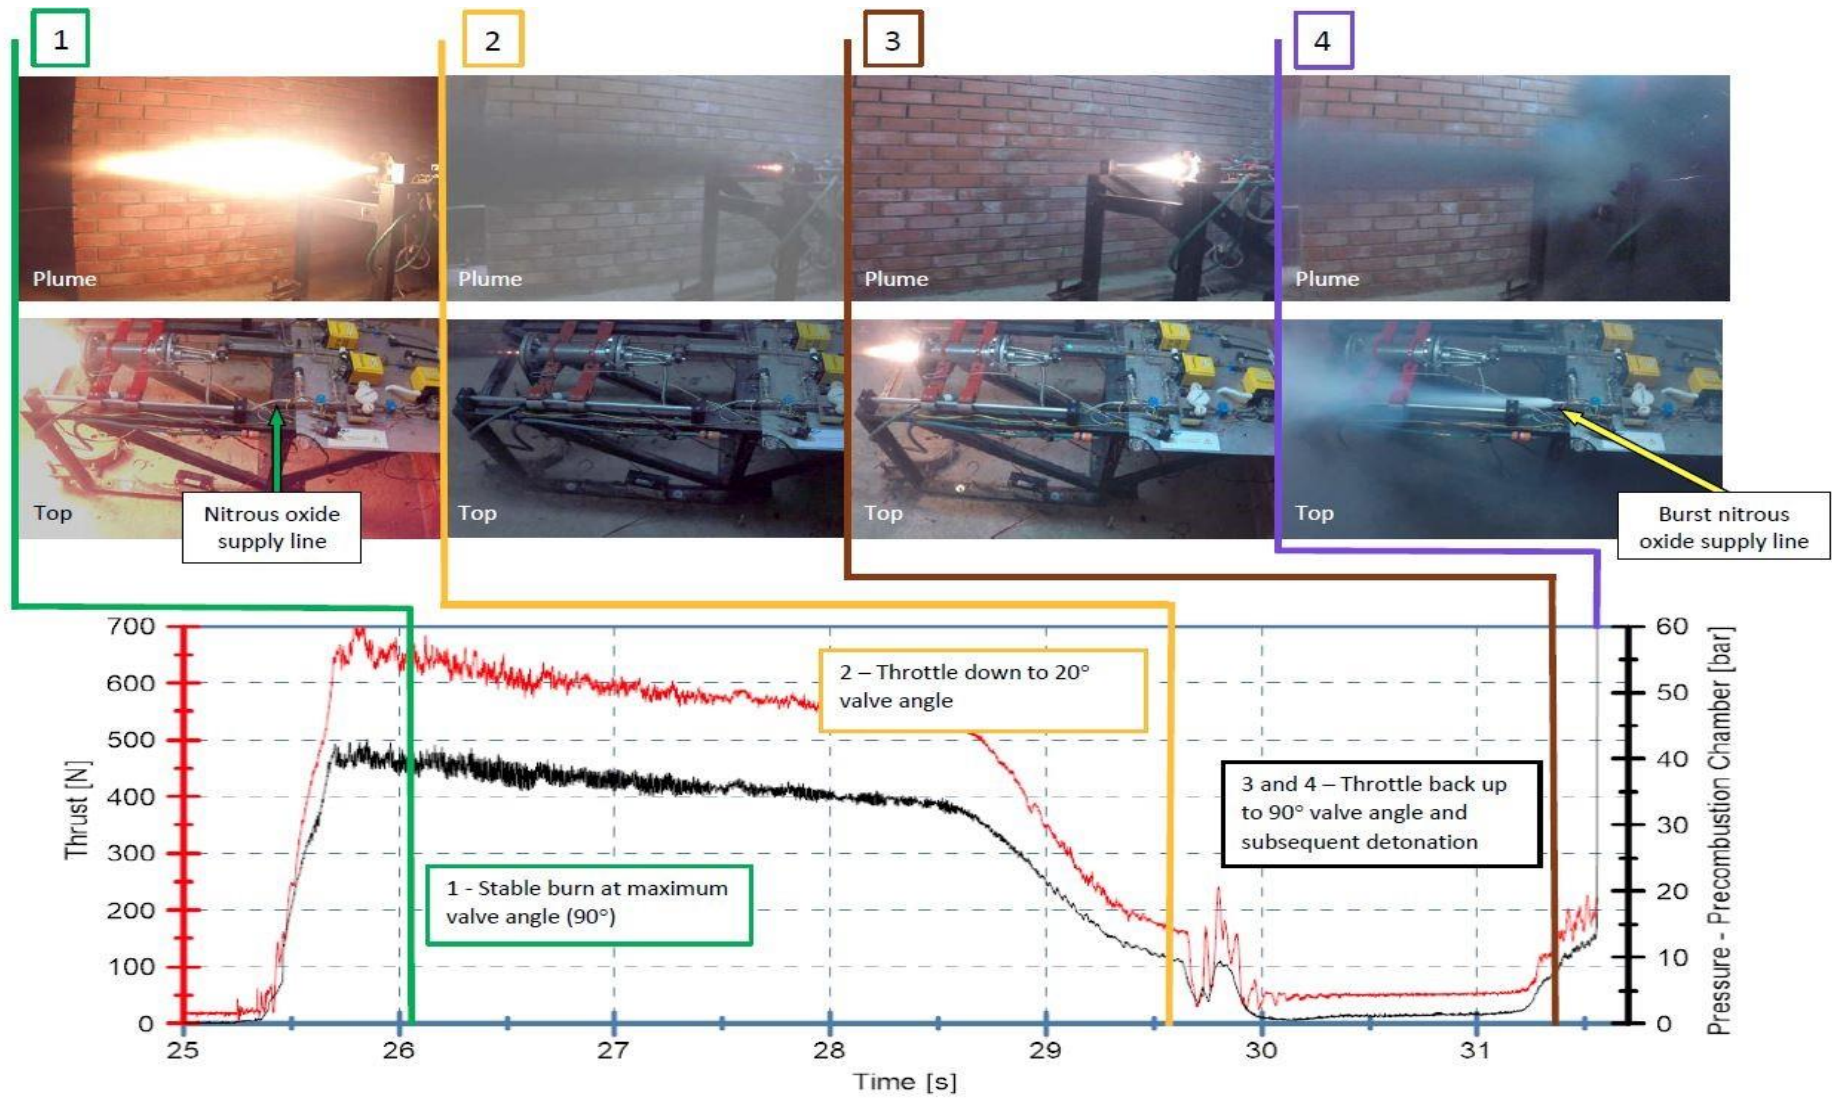 1
2
3
4
Plume
Plume
Plume
Plume
Top
Nitrous oxide
supply line
Top
Top
Top
Burst nitrous
oxide supply line
700
600
500
400
300
200
100
0
Thrust [N]
60
50
40
30
20
10
0
Pressure - Precombustion Chamber [bar]
2 – Throttle down to 20°
valve angle
3 and 4 – Throttle back up
to 90° valve angle and
subsequent detonation
1 - Stable burn at maximum
valve angle (90°)
25
26
27
28
29
30
31
Time [s]